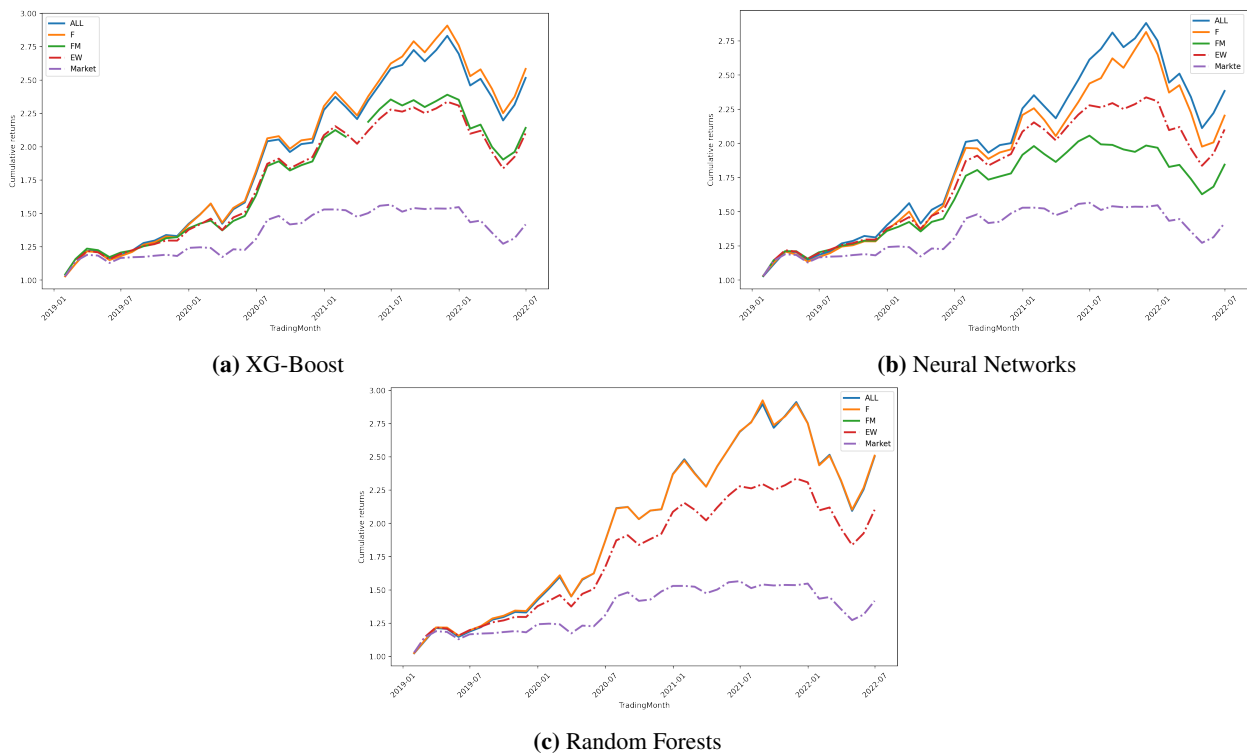 3.00
2.75
2.50
2.25
2.00
1.75
1.50
1.25
1.00
Cumulative returns
ALL
F
FM
EW
Market
2019-01
2019-07
2020-01
2020-07
2021-01
2021-07
2022-01
2022-07
TradingMonth
(a) XG-Boost
3.00
2.75
2.50
2.25
2.00
1.75
1.50
1.25
1.00
Cumulative returns
ALL
F
FM
EW
Markte
2019-01
2019-07
2020-01
2020-07
2021-01
2021-07
2022-01
2022-07
TradingMonth
(b) Neural Networks
3.00
2.75
2.50
2.25
2.00
1.75
1.50
1.25
1.00
Cumulative returns
ALL
F
FM
EW
Market
2019-01
2019-07
2020-01
2020-07
2021-01
2021-07
2022-01
2022-07
TradingMonth
(c) Random Forests